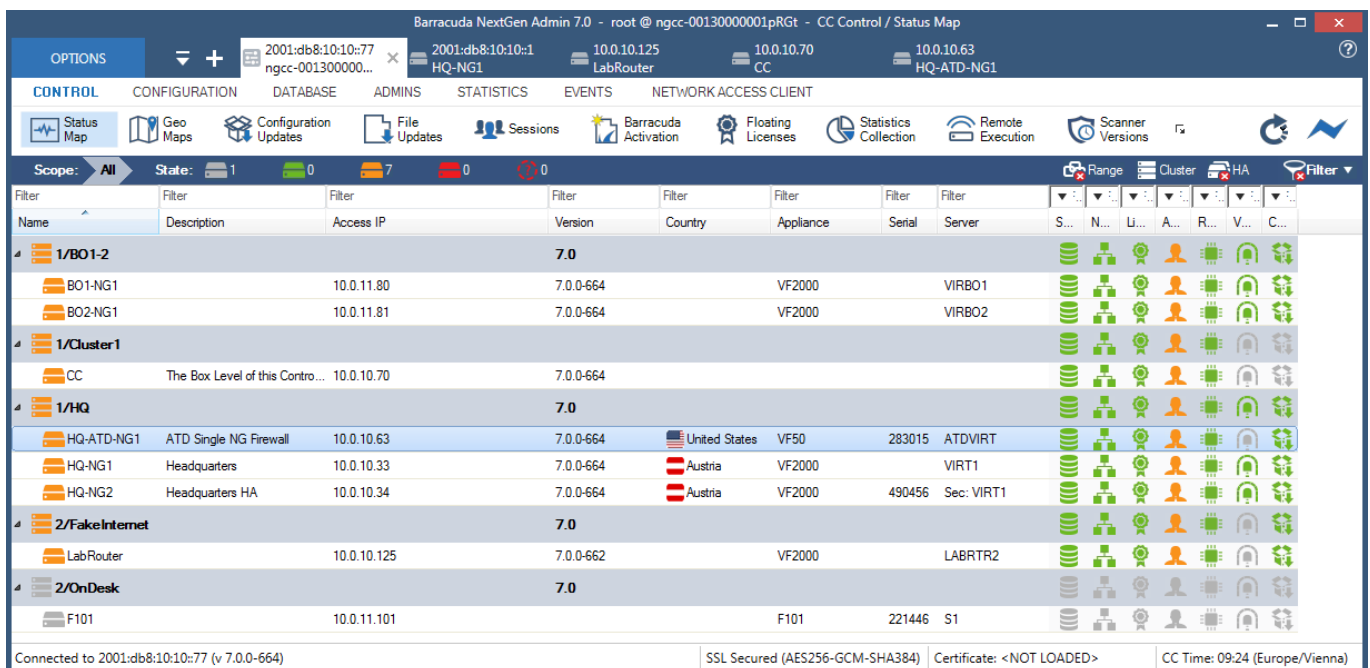 Barracuda NextGen Admin 7.0 - root @ ngcc-00130000001pRGt - CC Control / Status Map
OPTIONS
2001:db8:10:10::77
ngcc-001300000...
2001:db8:10:10::1
HQ-NG1
10.0.10.125
LabRouter
10.0.10.70
CC
10.0.10.63
HQ-ATD-NG1
CONTROL CONFIGURATION DATABASE ADMINS STATISTICS EVENTS NETWORK ACCESS CLIENT
Status Map
Geo Maps
Configuration Updates
File Updates
Sessions
Barracuda Activation
Floating Licenses
Statistics Collection
Remote Execution
Scanner Versions
Scope: All State: 1 0 7 0 0 Range Cluster HA Filter
Filter Filter Filter Filter Filter Filter Filter Filter
Name Description Access IP Version Country Appliance Serial Server S... N... Li... A... R... V... C...
1/BO1-2 7.0
BO1-NG1 10.0.11.80 7.0.0-664 VF2000 VIRBO1
BO2-NG1 10.0.11.81 7.0.0-664 VF2000 VIRBO2
1/Cluster1
CC The Box Level of this Contro... 10.0.10.70 7.0.0-664
1/HQ 7.0
HQ-ATD-NG1 ATD Single NG Firewall 10.0.10.63 7.0.0-664 United States VF50 283015 ATDVIRT
HQ-NG1 Headquarters 10.0.10.33 7.0.0-664 Austria VF2000 VIRT1
HQ-NG2 Headquarters HA 10.0.10.34 7.0.0-664 Austria VF2000 490456 Sec: VIRT1
2/FakeInternet 7.0
LabRouter 10.0.10.125 7.0.0-662 VF2000 LABRTR2
2/OnDesk 7.0
F101 10.0.11.101 F101 221446 S1
Connected to 2001:db8:10:10::77 (v 7.0.0-664) SSL Secured (AES256-GCM-SHA384) Certificate: <NOT LOADED> CC Time: 09:24 (Europe/Vienna)